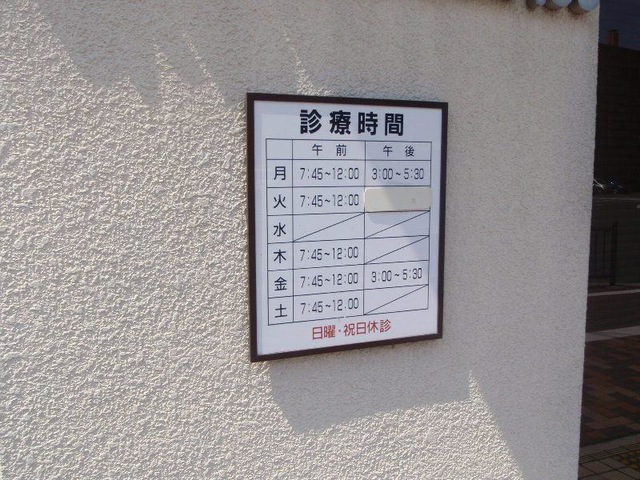 診療時間
午前 午後
月 7:45~12:00 3:00~5:30
火 7:45~12:00
水
木 7:45~12:00
金 7:45~12:00 3:00~5:30
土 7:45~12:00
日曜・祝日休診